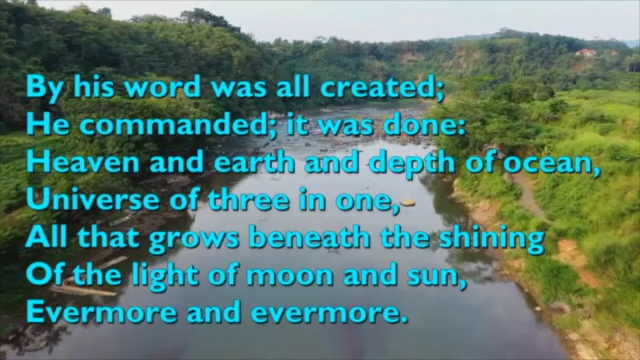 By his word was all created;
He commanded; it was done:
Heaven and earth and depth of ocean,
Universe of three in one,
All that grows beneath the shining
Of the light of moon and sun,
Evermore and evermore.